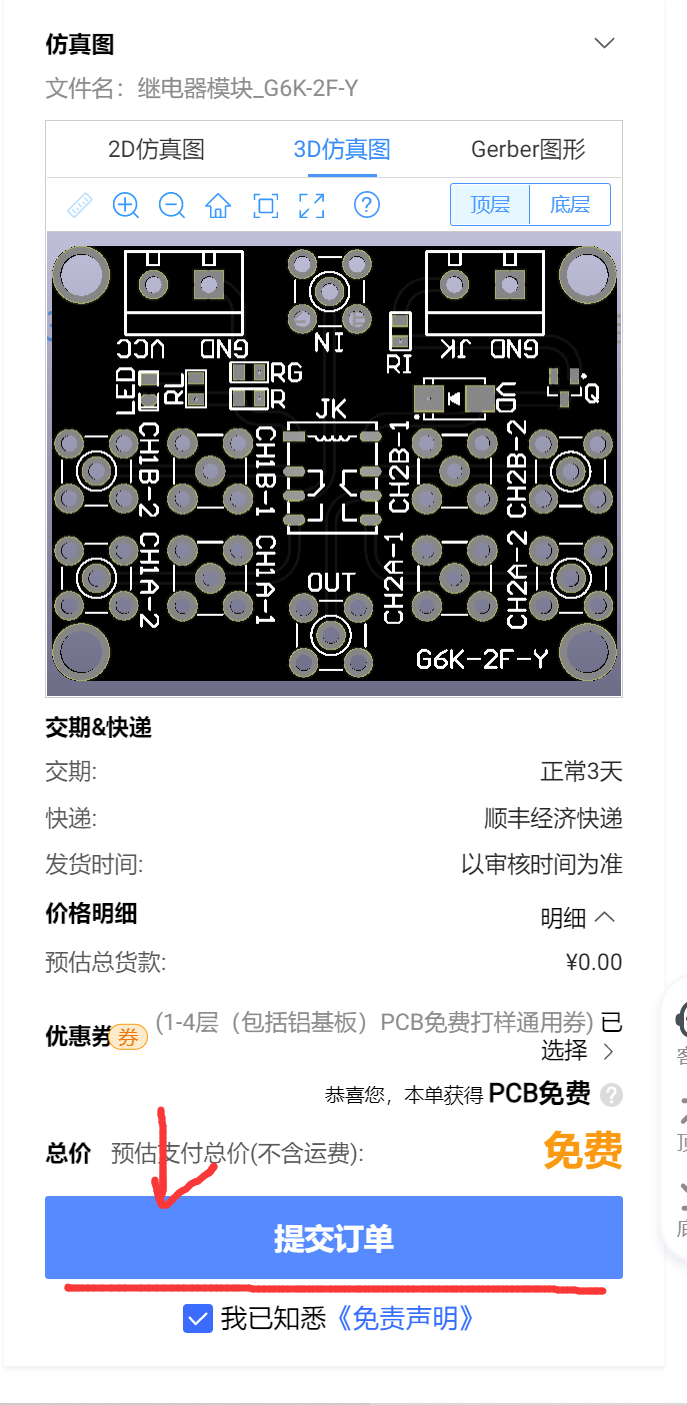 仿真图
文件名：继电器模块_G6K-2F-Y
2D仿真图 3D仿真图 Gerber图形
顶层 底层
VCC GND IN RI JK GND
LED RL RG
R
JK VD Q
CH1B-2 CH1B-1 CH2B-1 CH2B-2
CH1A-2 CH1A-1 OUT CH2A-1 CH2A-2
G6K-2F-Y
交期&快递
交期: 正常3天
快递: 顺丰经济快递
发货时间: 以审核时间为准
价格明细 明细
预估总货款: ¥0.00
优惠券 券 (1-4层（包括铝基板）PCB免费打样通用券) 已
选择
恭喜您，本单获得 PCB免费 ?
总价 预估支付总价(不含运费): 免费
提交订单
我已知悉《免责声明》